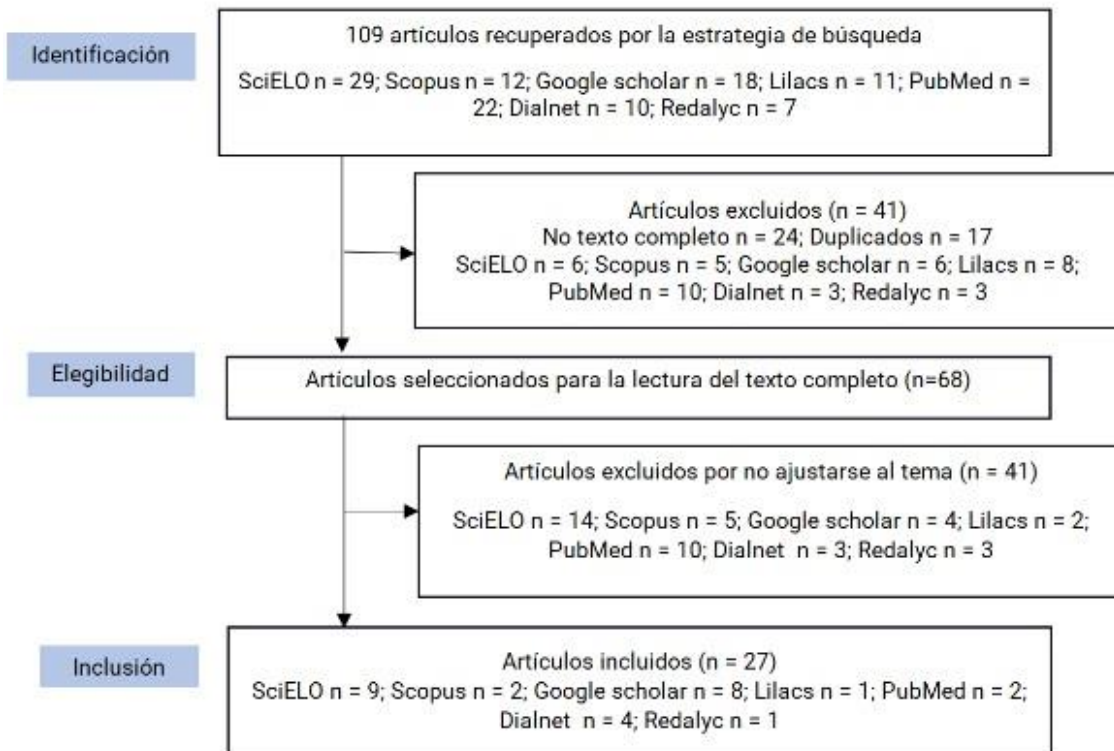 Identificación
109 artículos recuperados por la estrategia de búsqueda
SciELO n = 29; Scopus n = 12; Google scholar n = 18; Lilacs n = 11; PubMed n =
22; Dialnet n = 10; Redalyc n = 7
Artículos excluidos (n = 41)
No texto completo n = 24; Duplicados n = 17
SciELO n = 6; Scopus n = 5; Google scholar n = 6; Lilacs n = 8;
PubMed n = 10; Dialnet n = 3; Redalyc n = 3
Elegibilidad
Artículos seleccionados para la lectura del texto completo (n=68)
Artículos excluidos por no ajustarse al tema (n = 41)
SciELO n = 14; Scopus n = 5; Google scholar n = 4; Lilacs n = 2;
PubMed n = 10; Dialnet n = 3; Redalyc n = 3
Inclusión
Artículos incluidos (n = 27)
SciELO n = 9; Scopus n = 2; Google scholar n = 8; Lilacs n = 1; PubMed n = 2;
Dialnet n = 4; Redalyc n = 1